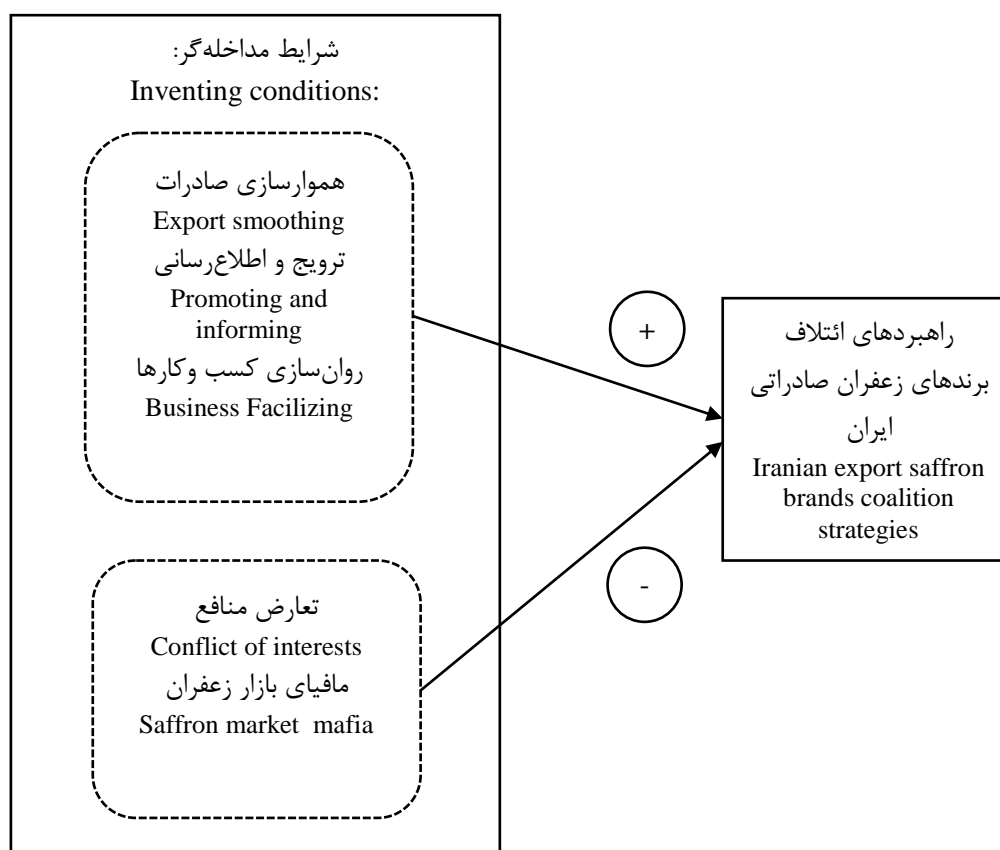 شرایط مداخله‌گر:
Inventing conditions:
هموارسازی صادرات
Export smoothing
ترویج و اطلاع‌رسانی
Promoting and
informing
روان‌سازی کسب وکارها
Business Facilizing
تعارض منافع
Conflict of interests
مافیای بازار زعفران
Saffron market mafia
+
-
راهبردهای ائتلاف
برندهای زعفران صادراتی
ایران
Iranian export saffron
brands coalition
strategies